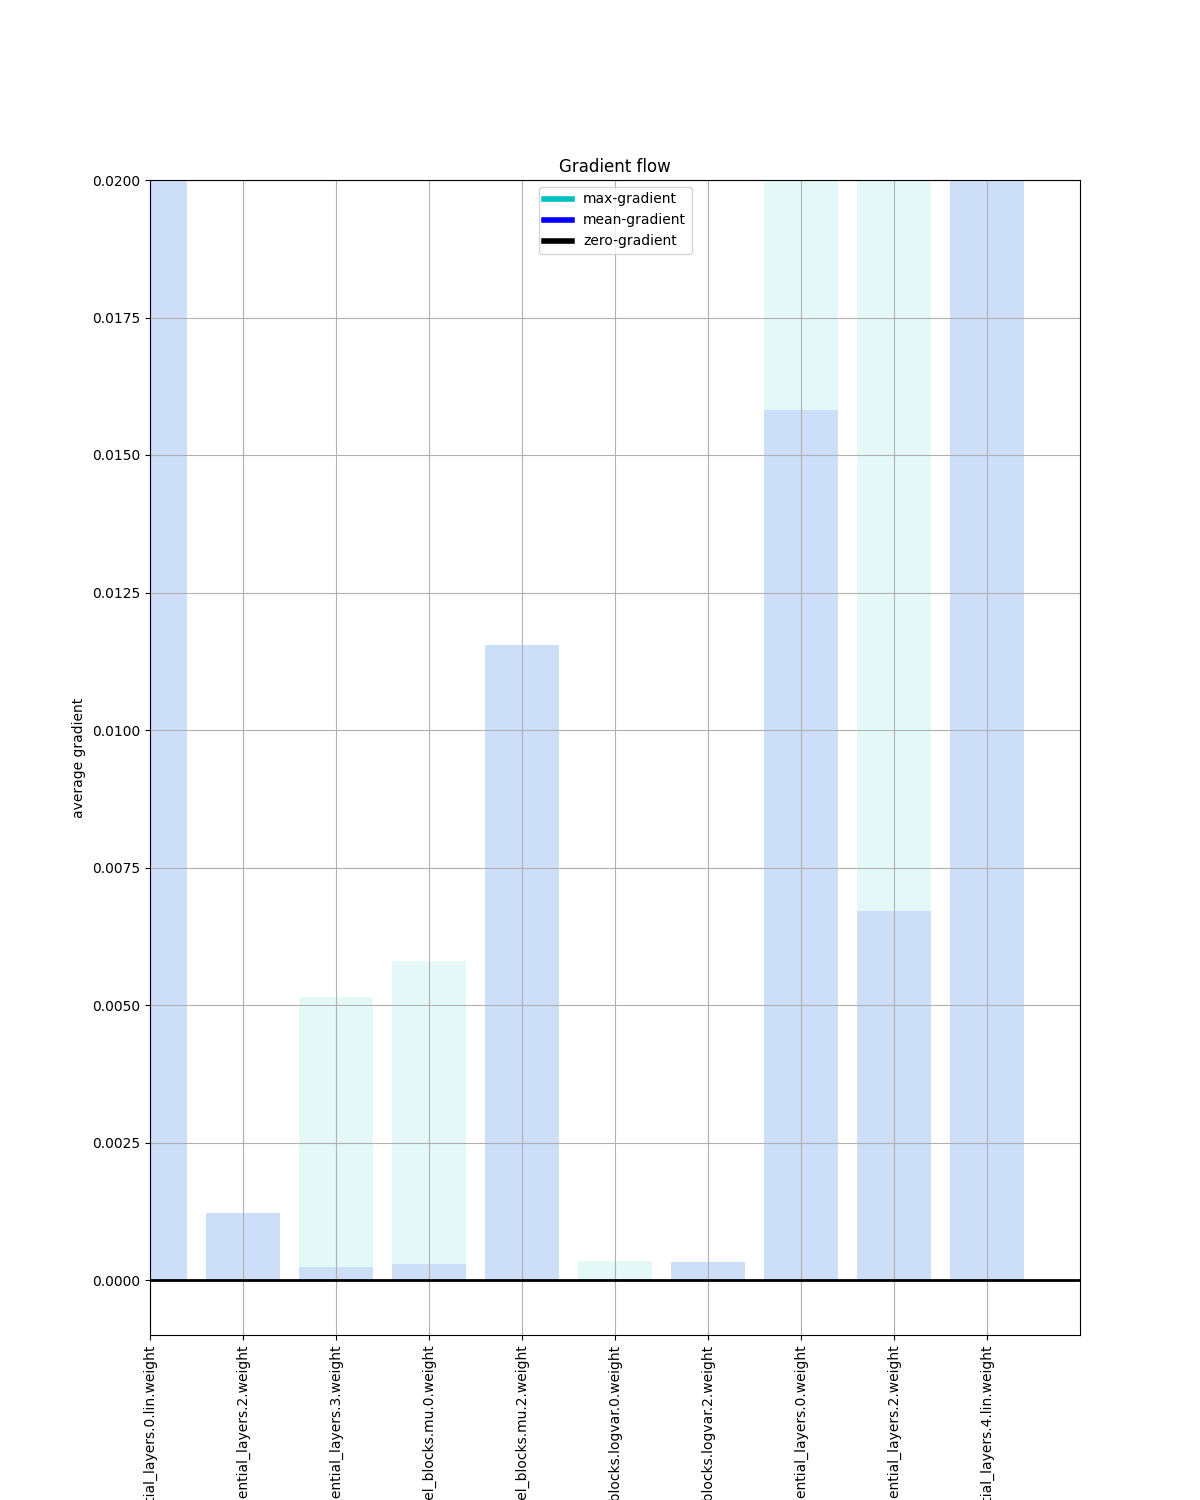 Gradient flow
max-gradient
mean-gradient
zero-gradient
0.0200
0.0175
0.0150
0.0125
0.0100
0.0075
0.0050
0.0025
0.0000
average gradient
tial_layers.0.lin.weight
ential_layers.2.weight
ential_layers.3.weight
el_blocks.mu.0.weight
el_blocks.mu.2.weight
blocks.logvar.0.weight
blocks.logvar.2.weight
ential_layers.0.weight
ential_layers.2.weight
tial_layers.4.lin.weight